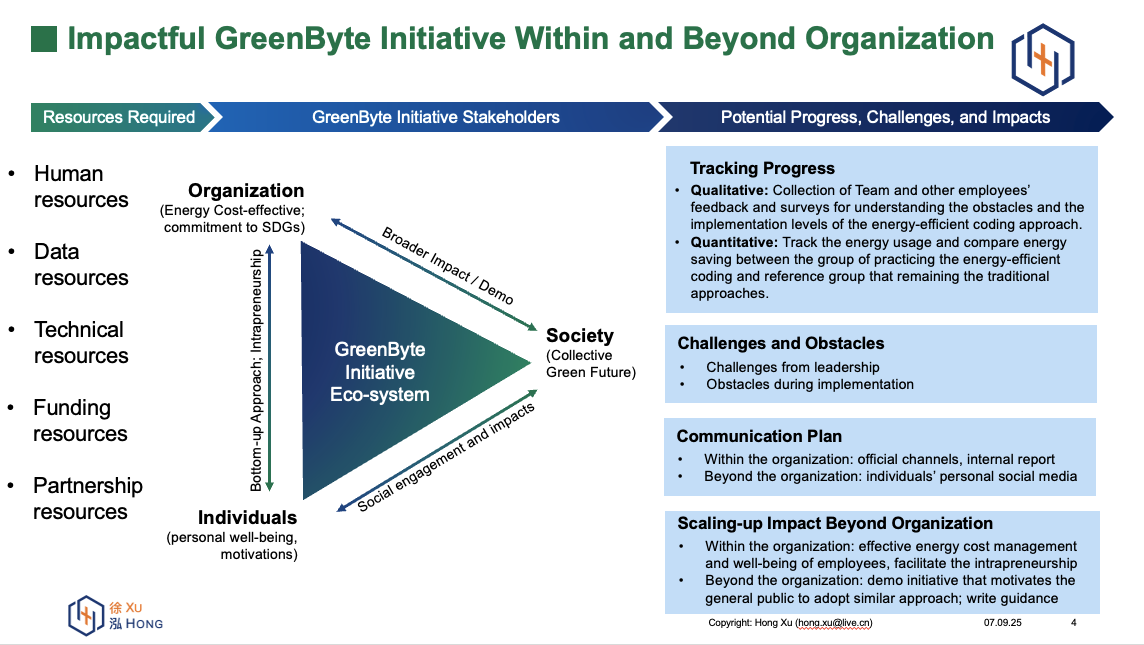 Impactful GreenByte Initiative Within and Beyond Organization
Resources Required
GreenByte Initiative Stakeholders
Potential Progress, Challenges, and Impacts
• Human
resources
• Data
resources
• Technical
resources
• Funding
resources
• Partnership
resources
Organization
(Energy Cost-effective;
commitment to SDGs)
Broader Impact / Demo
Bottom-up Approach; Intrapreneurship
GreenByte
Initiative
Eco-system
Society
(Collective
Green Future)
Social engagement and impacts
Individuals
(personal well-being,
motivations)
Tracking Progress
• Qualitative: Collection of Team and other employees’
feedback and surveys for understanding the obstacles and the
implementation levels of the energy-efficient coding approach.
• Quantitative: Track the energy usage and compare energy
saving between the group of practicing the energy-efficient
coding and reference group that remaining the traditional
approaches.
Challenges and Obstacles
• Challenges from leadership
• Obstacles during implementation
Communication Plan
• Within the organization: official channels, internal report
• Beyond the organization: individuals’ personal social media
Scaling-up Impact Beyond Organization
• Within the organization: effective energy cost management
and well-being of employees, facilitate the intrapreneurship
• Beyond the organization: demo initiative that motivates the
general public to adopt similar approach; write guidance
徐 XU
泓 HONG
Copyright: Hong Xu (hong.xu@live.cn)
07.09.25
4